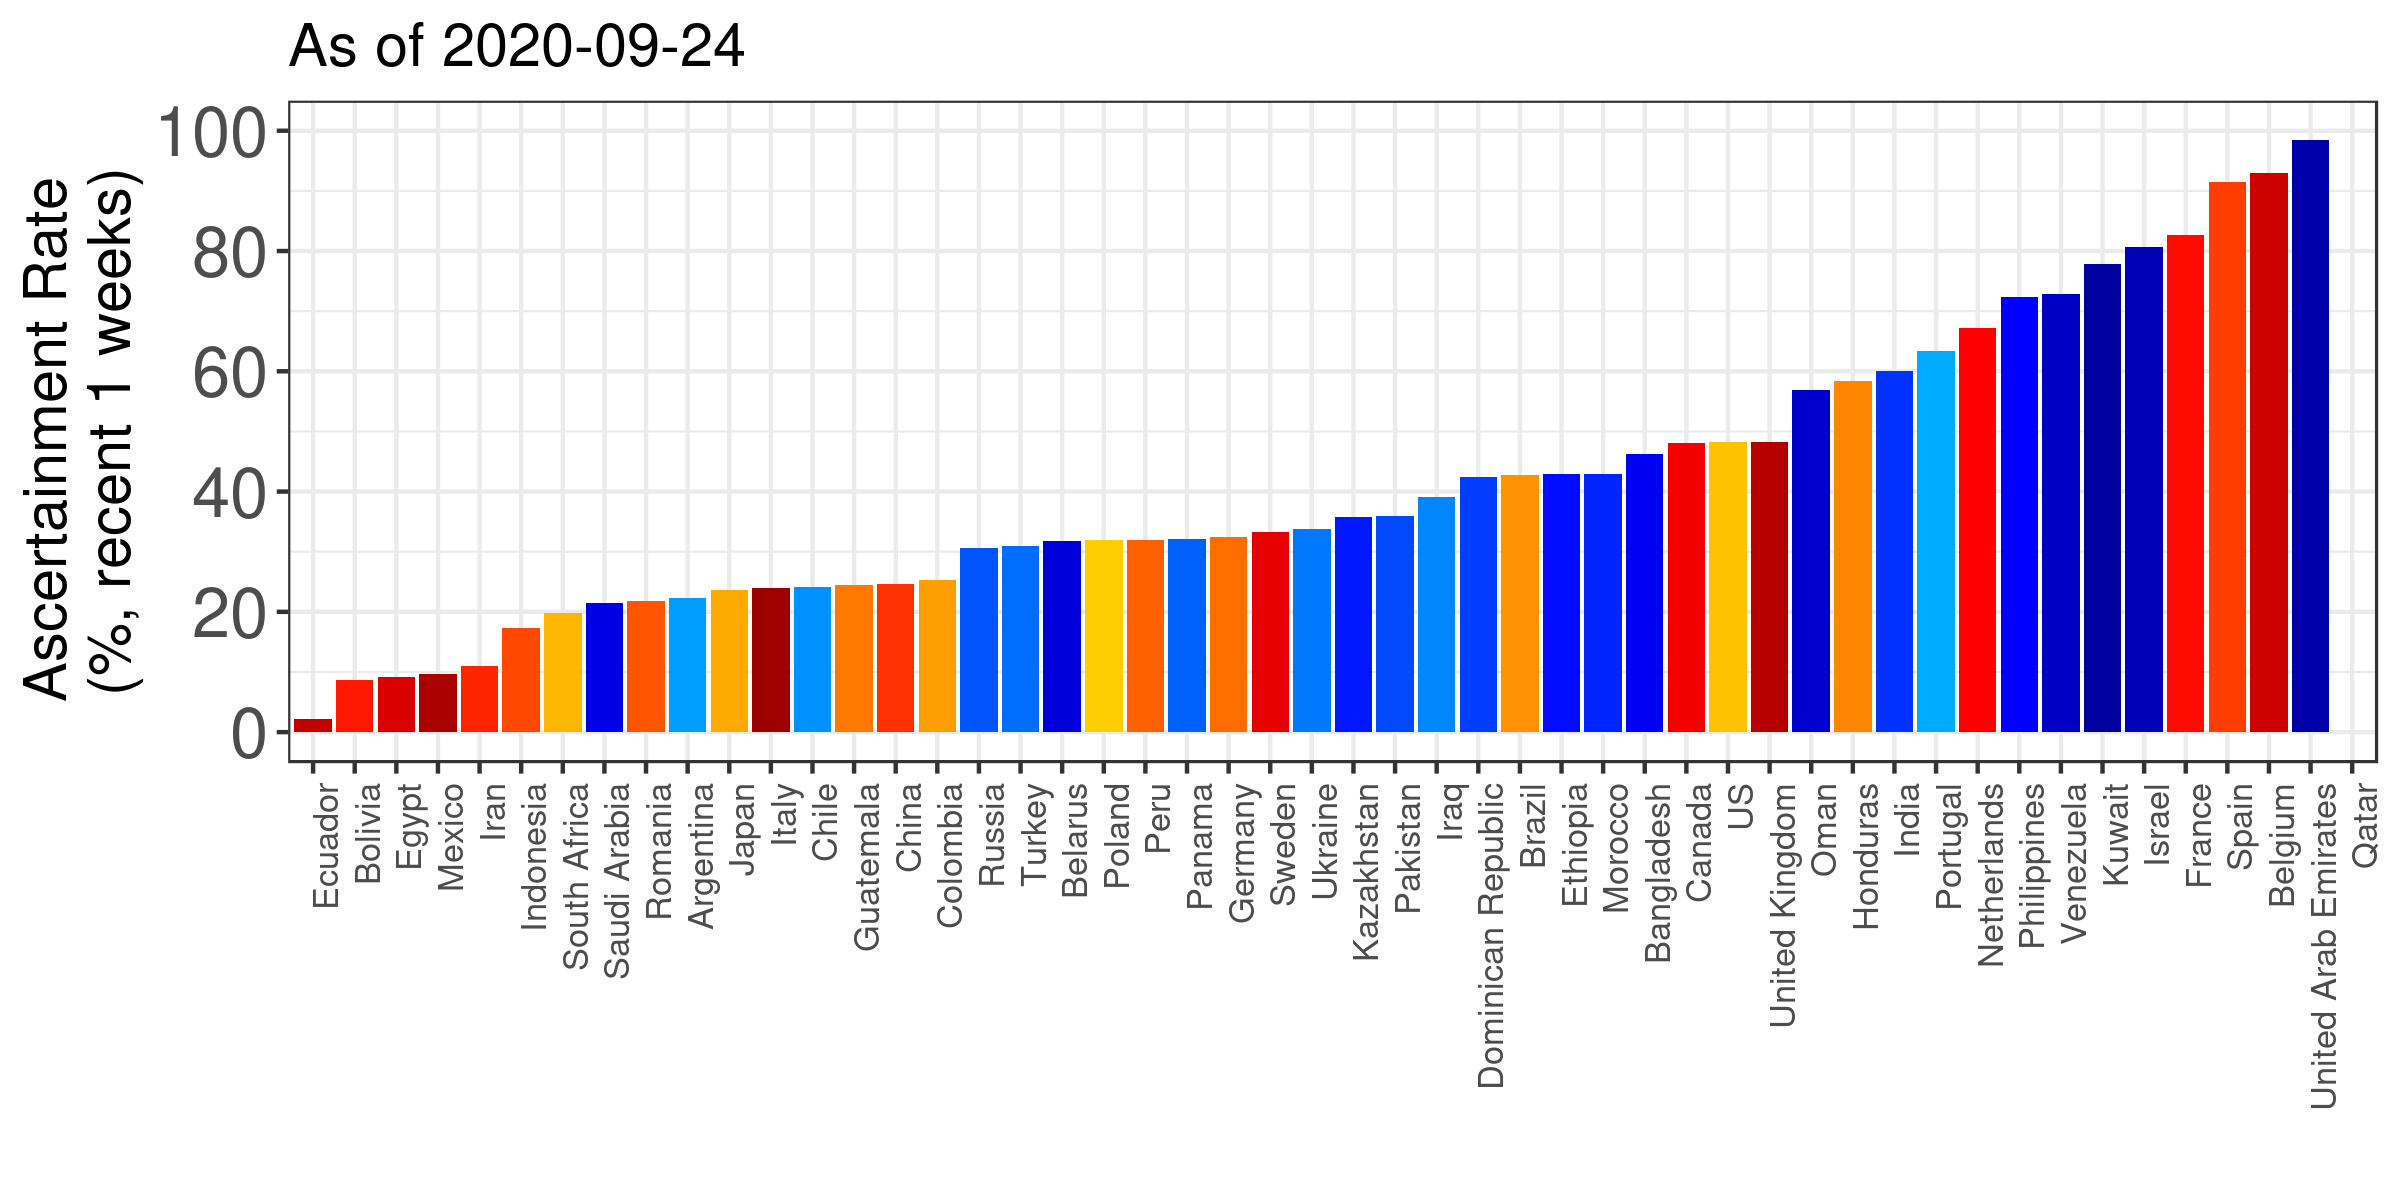 As of 2020-09-24
Ascertainment Rate
(%, recent 1 weeks)
100
80
60
40
20
0
Ecuador
Bolivia
Egypt
Mexico
Iran
Indonesia
South Africa
Saudi Arabia
Romania
Argentina
Japan
Italy
Chile
Guatemala
China
Colombia
Russia
Turkey
Belarus
Poland
Peru
Panama
Germany
Sweden
Ukraine
Kazakhstan
Pakistan
Iraq
Dominican Republic
Brazil
Ethiopia
Morocco
Bangladesh
Canada
US
United Kingdom
Oman
Honduras
India
Portugal
Netherlands
Philippines
Venezuela
Kuwait
Israel
France
Spain
Belgium
United Arab Emirates
Qatar